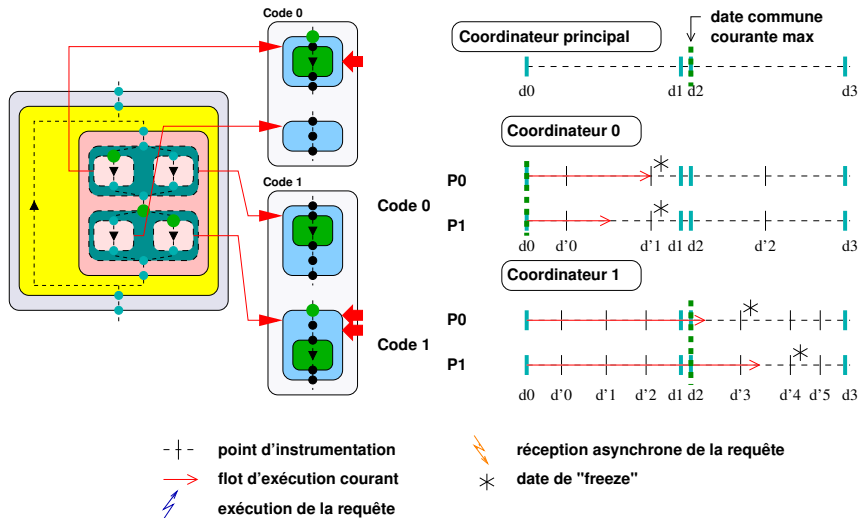 Code 0
Code 1
Code 0
Code 1
date commune
courante max
Coordinateur principal
d0 d1 d2 d3
Coordinateur 0
P0
P1
d0 d'0 d'1 d1 d2 d'2 d3
Coordinateur 1
P0
P1
d0 d'0 d'1 d'2 d1 d2 d'3 d'4 d'5 d3
point d'instrumentation
flot d'exécution courant
exécution de la requête
réception asynchrone de la requête
date de "freeze"